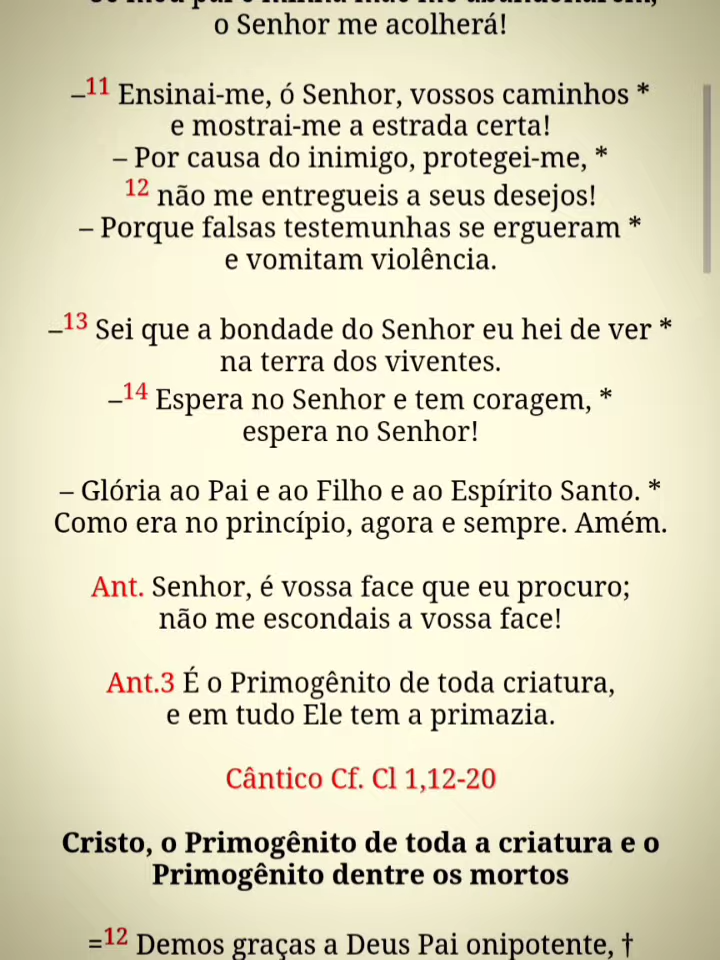 o Senhor me acolherá!
–11 Ensinai-me, ó Senhor, vossos caminhos *
e mostrai-me a estrada certa!
– Por causa do inimigo, protegei-me, *
12 não me entregueis a seus desejos!
– Porque falsas testemunhas se ergueram *
e vomitam violência.
–13 Sei que a bondade do Senhor eu hei de ver *
na terra dos viventes.
–14 Espera no Senhor e tem coragem, *
espera no Senhor!
– Glória ao Pai e ao Filho e ao Espírito Santo. *
Como era no princípio, agora e sempre. Amém.
Ant. Senhor, é vossa face que eu procuro;
não me escondais a vossa face!
Ant.3 É o Primogênito de toda criatura,
e em tudo Ele tem a primazia.
Cântico Cf. Cl 1,12-20
Cristo, o Primogênito de toda a criatura e o
Primogênito dentre os mortos
=12 Demos graças a Deus Pai onipotente, †